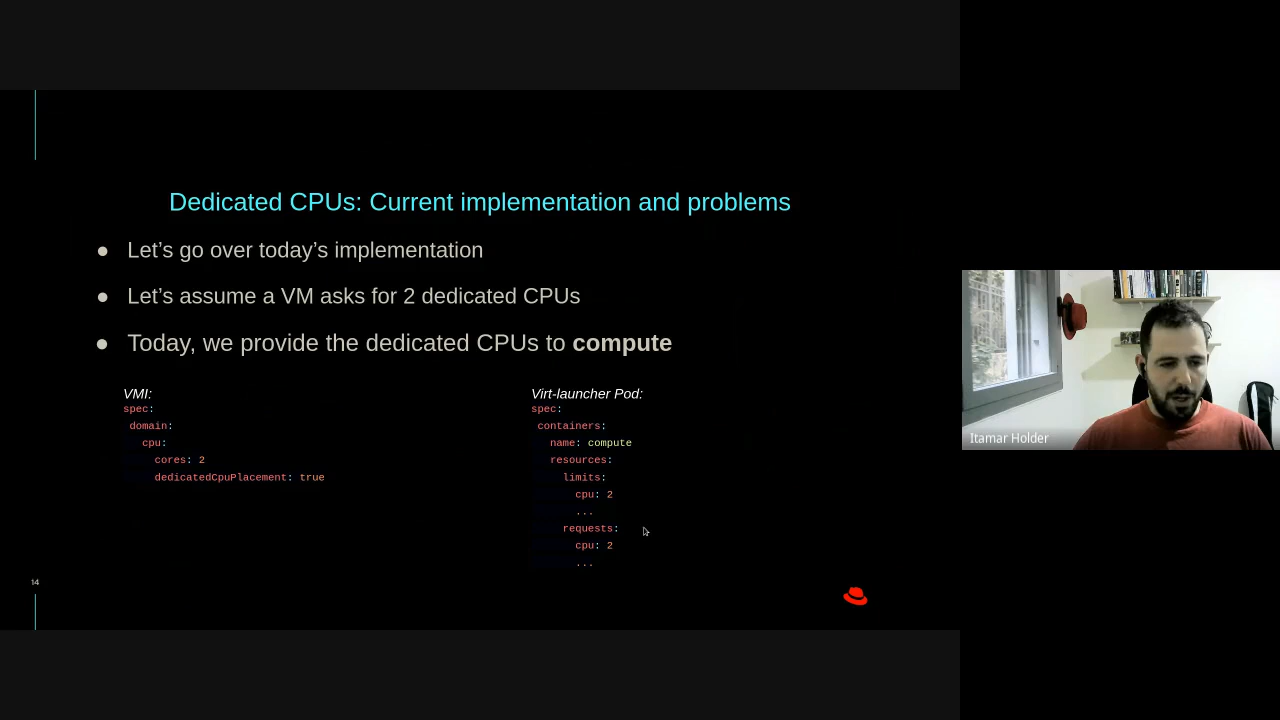 Dedicated CPUs: Current implementation and problems
● Let’s go over today’s implementation
● Let’s assume a VM asks for 2 dedicated CPUs
● Today, we provide the dedicated CPUs to compute
VMI:
spec:
domain:
cpu:
cores: 2
dedicatedCpuPlacement: true
Virt-launcher Pod:
spec:
containers:
name: compute
resources:
limits:
cpu: 2
...
requests:
cpu: 2
...
14
Itamar Holder